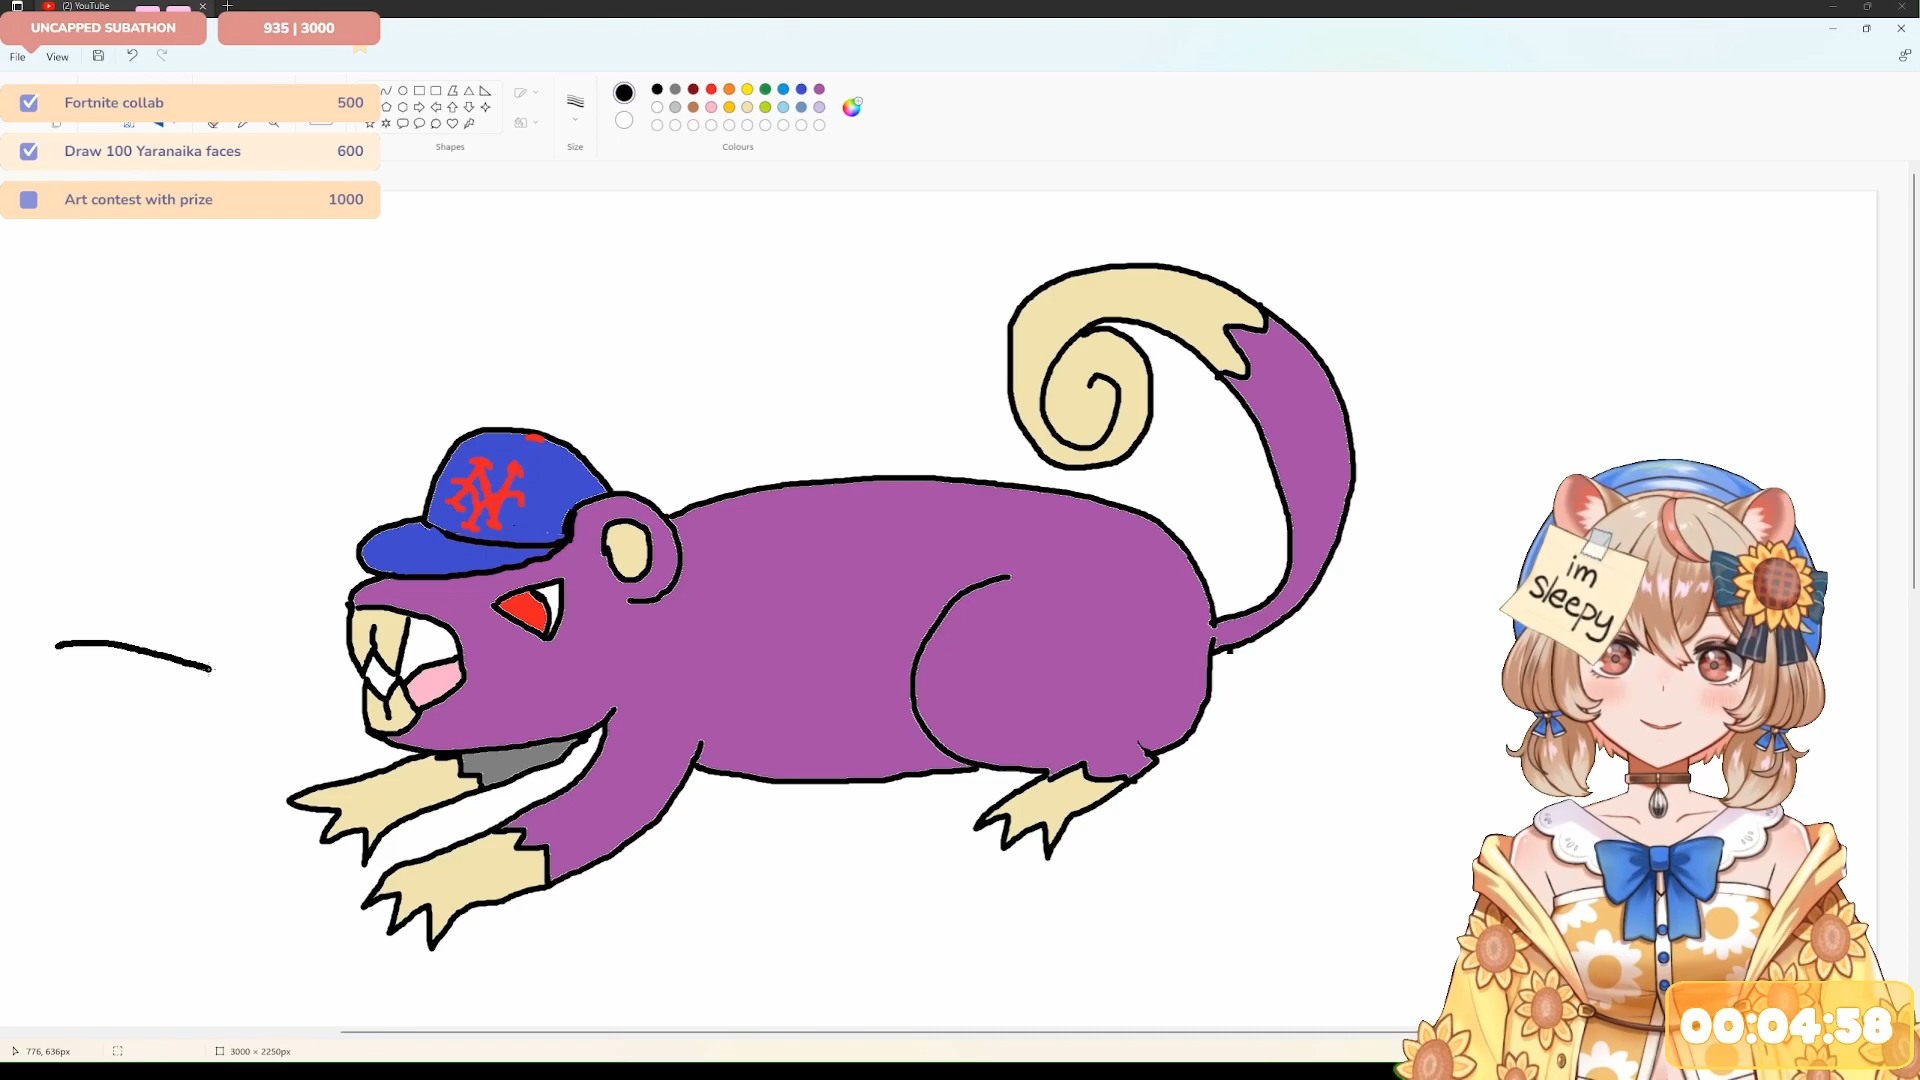 (2) YouTube
UNCAPPED SUBATHON
935 | 3000
File
View
Fortnite collab 500
Draw 100 Yaranaika faces 600
Art contest with prize 1000
Shapes
Size
Colours
NY
im
sleepy
00:04:58
776, 636px
3000 × 2250px